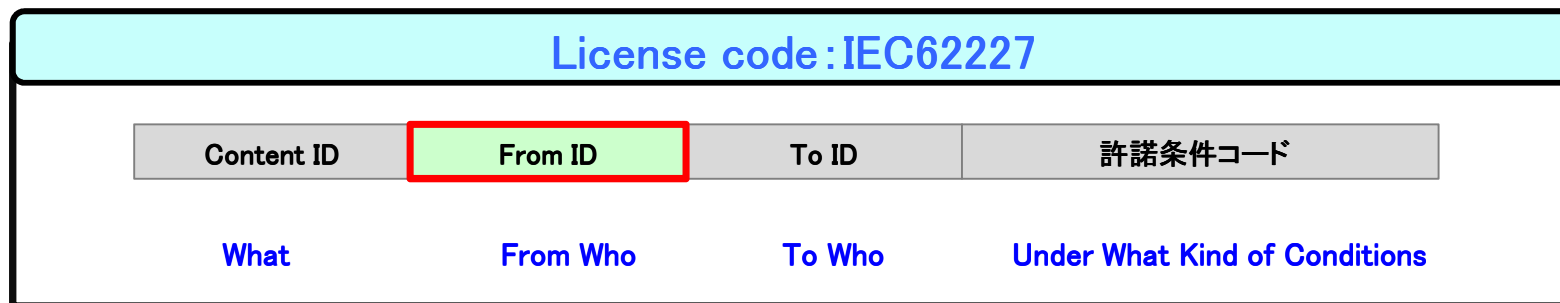 License code：IEC62227
Content ID From ID To ID 許諾条件コード
What From Who To Who Under What Kind of Conditions